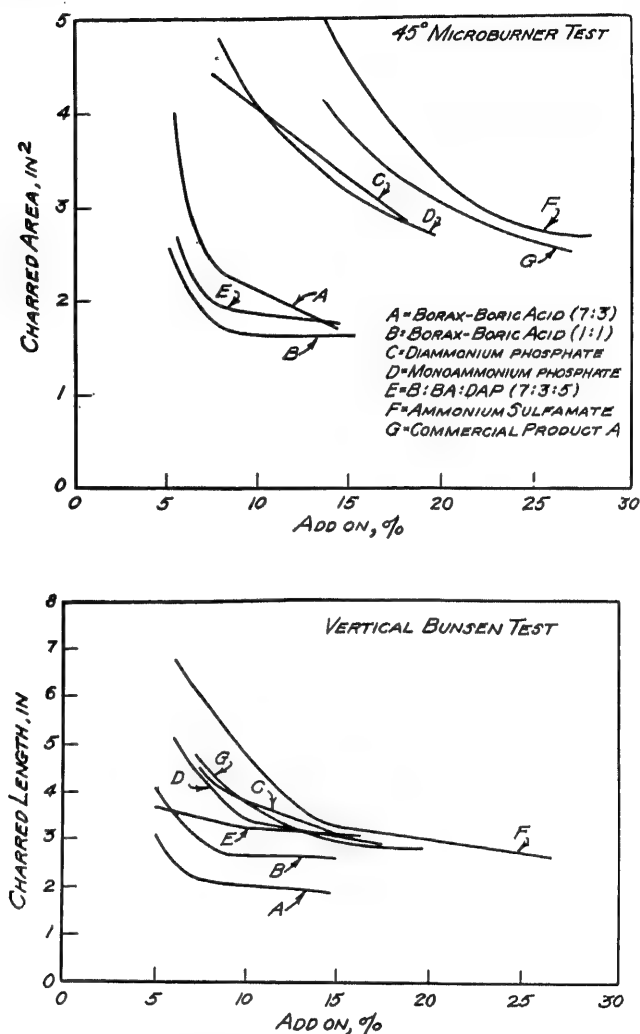 45° MICROBURNER TEST
5
4
3
2
1
0
CHARRED AREA, IN²
A
B
C
D
E
F
G
A=BORAX-BORIC ACID (7:3)
B=BORAX-BORIC ACID (1:1)
C=DIAMMONIUM PHOSPHATE
D=MONOAMMONIUM PHOSPHATE
E=B:BA:DAP (7:3:5)
F=AMMONIUM SULFAMATE
G=COMMERCIAL PRODUCT A
0 5 10 15 20 25 30
ADD ON, %
VERTICAL BUNSEN TEST
8
7
6
5
4
3
2
1
0
CHARRED LENGTH, IN
G
D
C
E
F
B
A
0 5 10 15 20 25 30
ADD ON, %